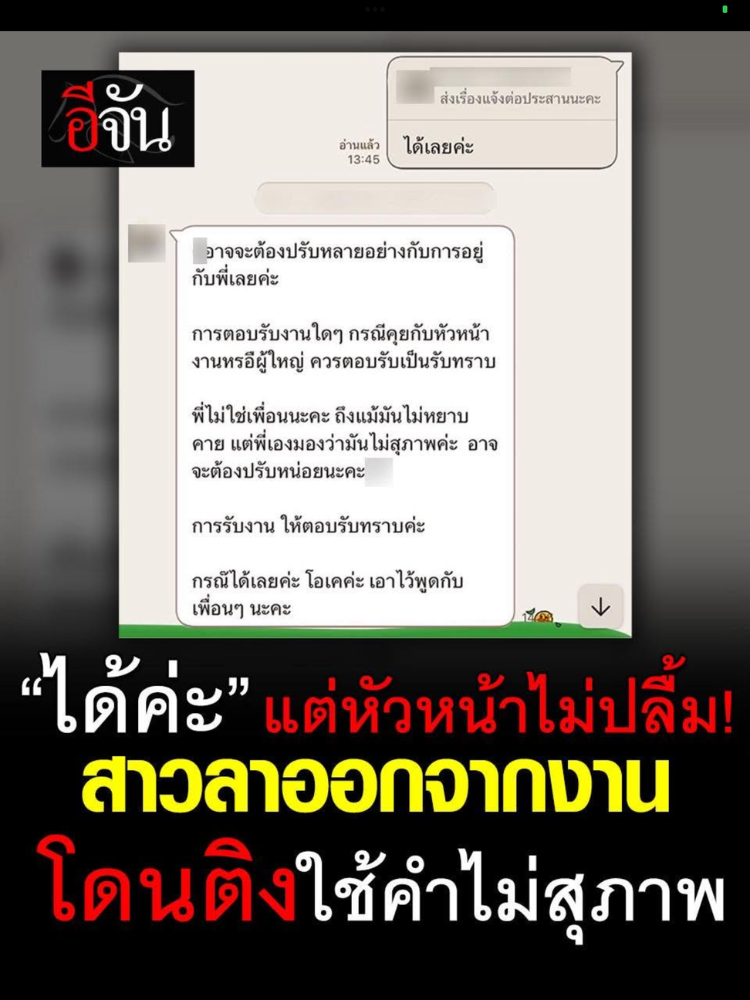 อีจัน
ส่งเรื่องแจ้งต่อประสานนะคะ
อ่านแล้ว
13:45
ได้เลยค่ะ
อาจจะต้องปรับหลายอย่างกับการอยู่
กับพี่เลยค่ะ
การตอบรับงานใดๆ กรณีคุยกับหัวหน้า
งานหรอืผู้ใหญ่ ควรตอบรับเป็นรับทราบ
พี่ไม่ใช่เพื่อนนะคะ ถึงแม้มันไม่หยาบ
คาย แต่พี่เองมองว่ามันไม่สุภาพค่ะ อาจ
จะต้องปรับหน่อยนะคะ
การรับงาน ให้ตอบรับทราบค่ะ
กรณ๊ได้เลยค่ะ โอเคค่ะ เอาไว้พูดกับ
เพื่อนๆ นะคะ
“ได้ค่ะ” แต่หัวหน้าไม่ปลื้ม!
สาวลาออกจากงาน
โดนติงใช้คำไม่สุภาพ